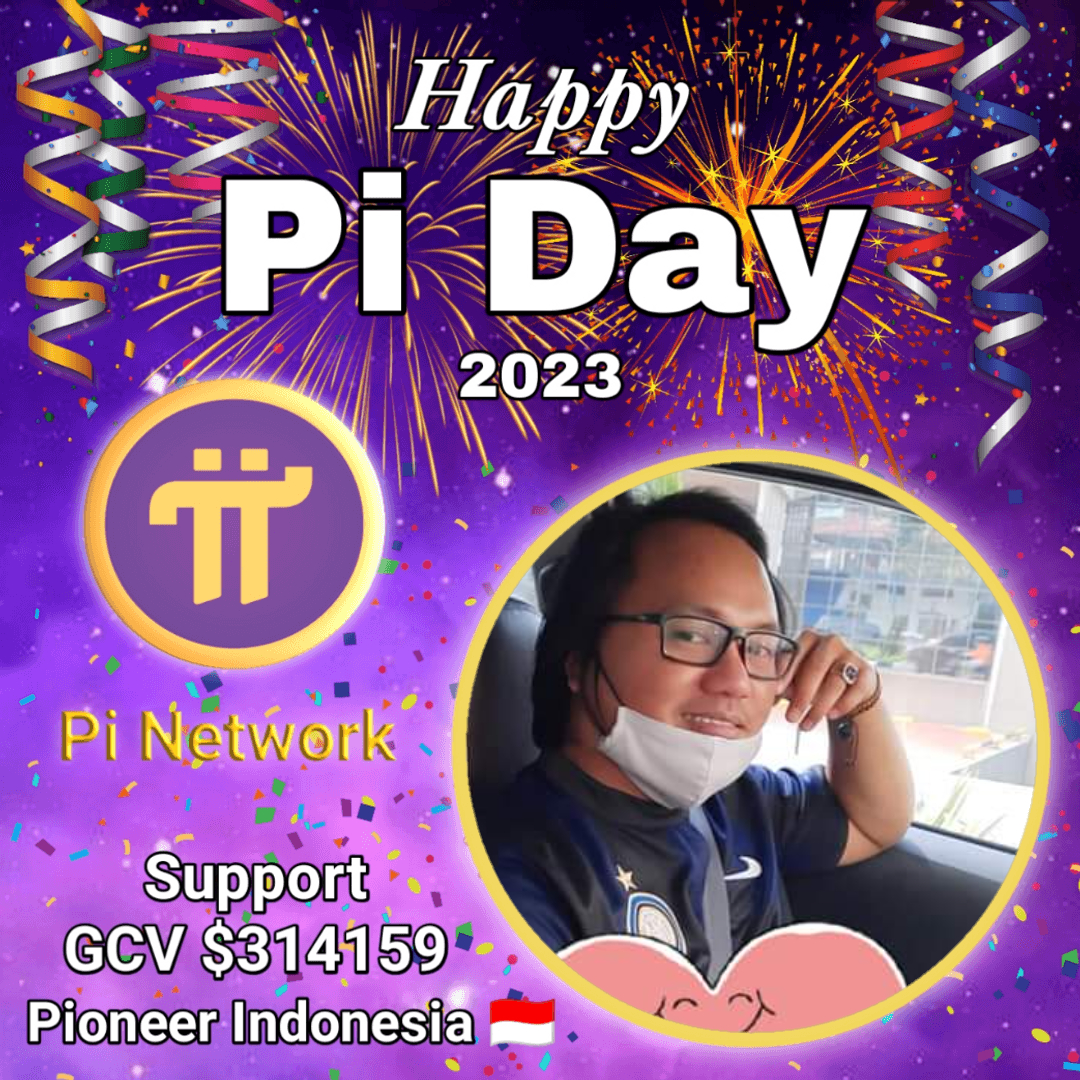 Happy
Pi Day
2023
Pi Network
Support
GCV $314159
Pioneer Indonesia 🇮🇩